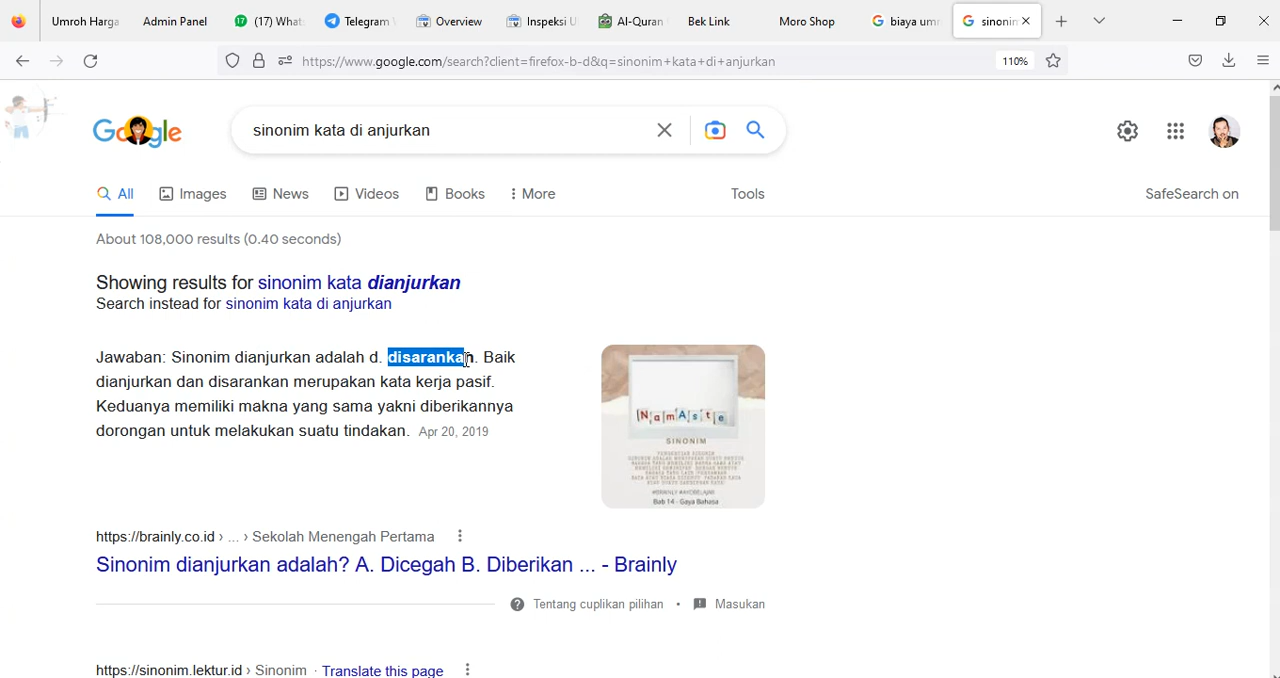 Umroh Harga
Admin Panel
(17) What
Telegram
Overview
Inspeksi U
Al-Quran
Bek Link
Moro Shop
biaya umr
sinonim
https://www.google.com/search?client=firefox-b-d&q=sinonim+kata+di+anjurkan
110%
Google
sinonim kata di anjurkan
All
Images
News
Videos
Books
More
Tools
SafeSearch on
About 108,000 results (0.40 seconds)
Showing results for sinonim kata dianjurkan
Search instead for sinonim kata di anjurkan
Jawaban: Sinonim dianjurkan adalah d. disarankan. Baik
dianjurkan dan disarankan merupakan kata kerja pasif.
Keduanya memiliki makna yang sama yakni diberikannya
dorongan untuk melakukan suatu tindakan. Apr 20, 2019
NamAste
SINONIM
#BRAINLY #AYOBELAJAR
Bab 14 - Gaya Bahasa
https://brainly.co.id › ... › Sekolah Menengah Pertama
Sinonim dianjurkan adalah? A. Dicegah B. Diberikan ... - Brainly
Tentang cuplikan pilihan • Masukan
https://sinonim.lektur.id › Sinonim · Translate this page